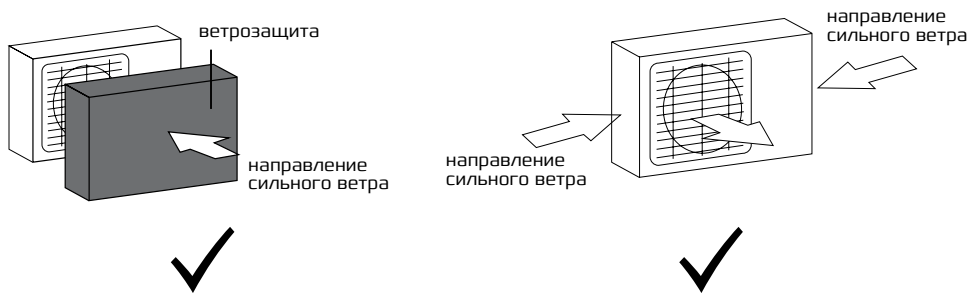 ветрозащита
направление
сильного ветра
направление
сильного ветра
направление
сильного ветра